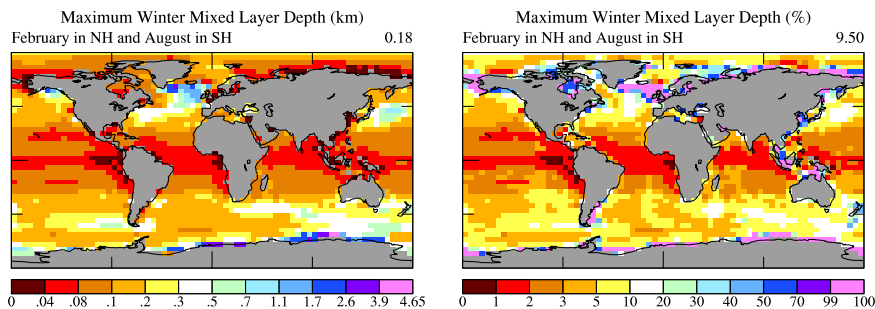 Maximum Winter Mixed Layer Depth (km)
February in NH and August in SH 0.18
0 .04 .08 .1 .2 .3 .5 .7 1.1 1.7 2.6 3.9 4.65
Maximum Winter Mixed Layer Depth (%)
February in NH and August in SH 9.50
0 1 2 3 5 10 20 30 40 50 70 99 100